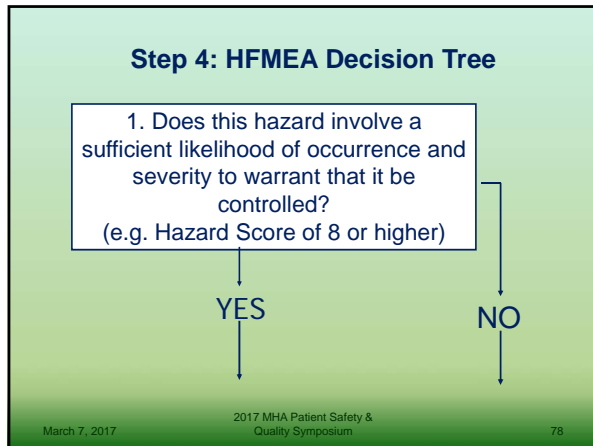 Step 4: HFMEA Decision Tree
1. Does this hazard involve a
sufficient likelihood of occurrence and
severity to warrant that it be
controlled?
(e.g. Hazard Score of 8 or higher)
YES
NO
March 7, 2017
2017 MHA Patient Safety &
Quality Symposium
78